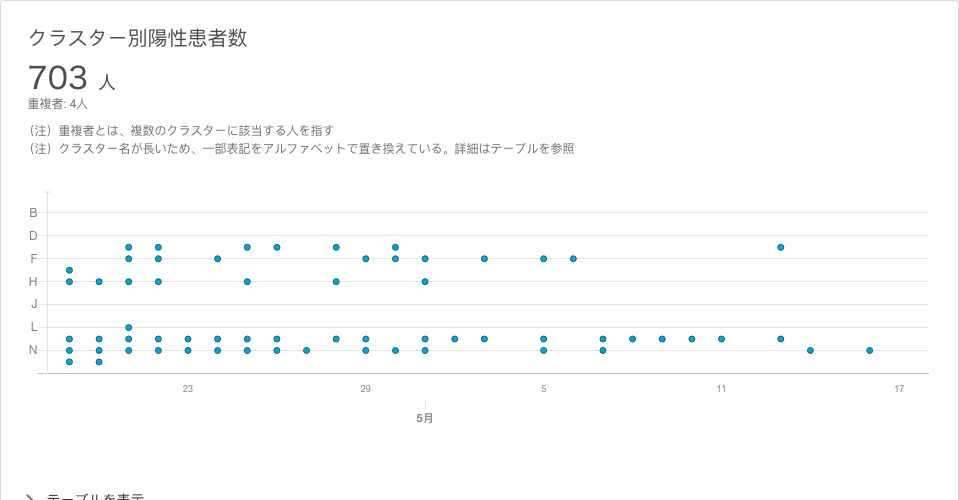 クラスター別陽性患者数
703 人
重複者: 4人
（注）重複者とは、複数のクラスターに該当する人を指す
（注）クラスター名が長いため、一部表記をアルファベットで置き換えている。詳細はテーブルを参照
B
D
F
H
J
L
N
23 29 5 11 17
5月
テーブルを表示